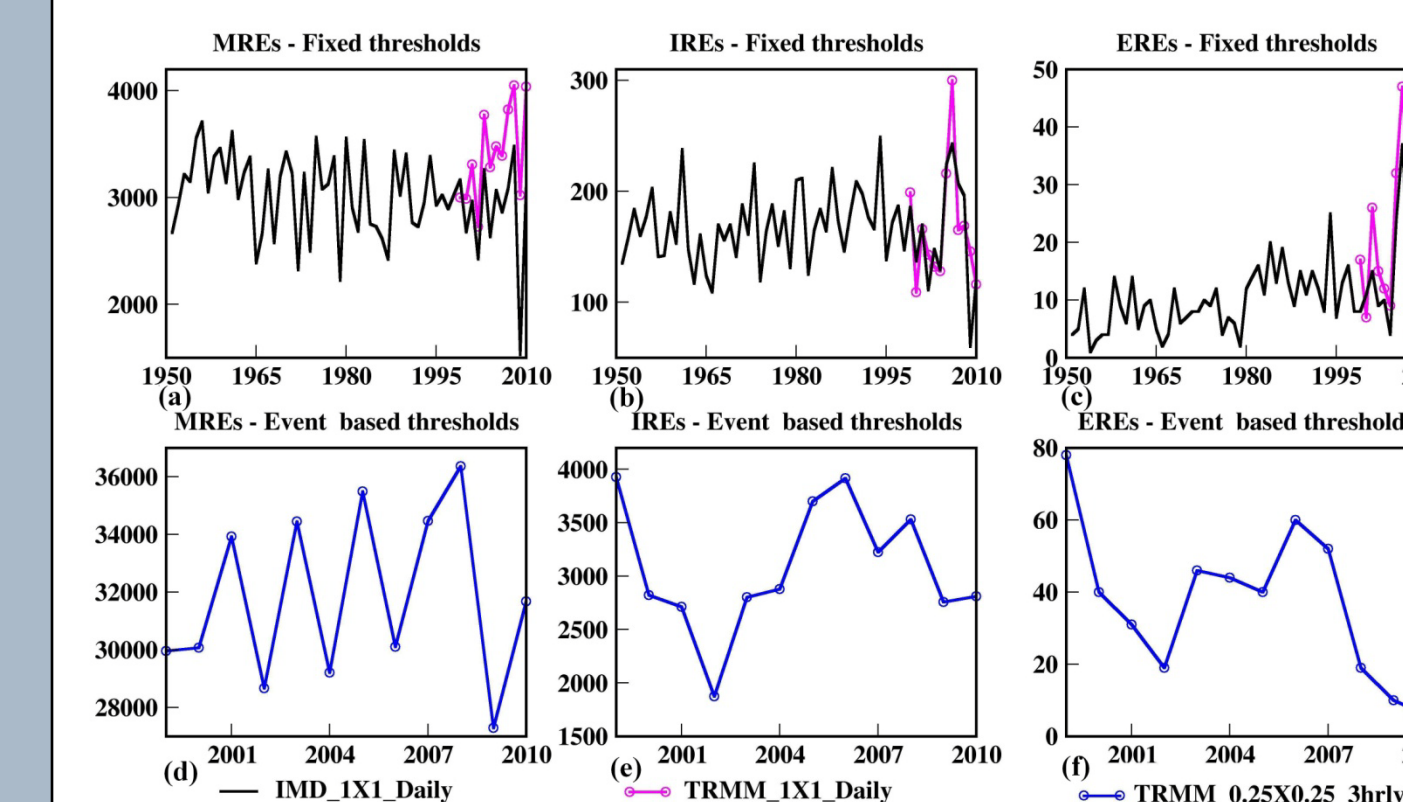 MREs - Fixed thresholds
4000
3000
2000
1950 1965 1980 1995 2010
(a)
IREs - Fixed thresholds
300
200
100
1950 1965 1980 1995 2010
(b)
EREs - Fixed thresholds
50
40
30
20
10
0
1950 1965 1980 1995
(c)
MREs - Event based thresholds
36000
34000
32000
30000
28000
2001 2004 2007 2010
(d)
IREs - Event based thresholds
4000
3500
3000
2500
2000
1500
2001 2004 2007 2010
(e)
EREs - Event based threshold
80
60
40
20
0
2001 2004 2007
(f)
IMD_1X1_Daily
TRMM_1X1_Daily
TRMM_0.25X0.25_3hrly